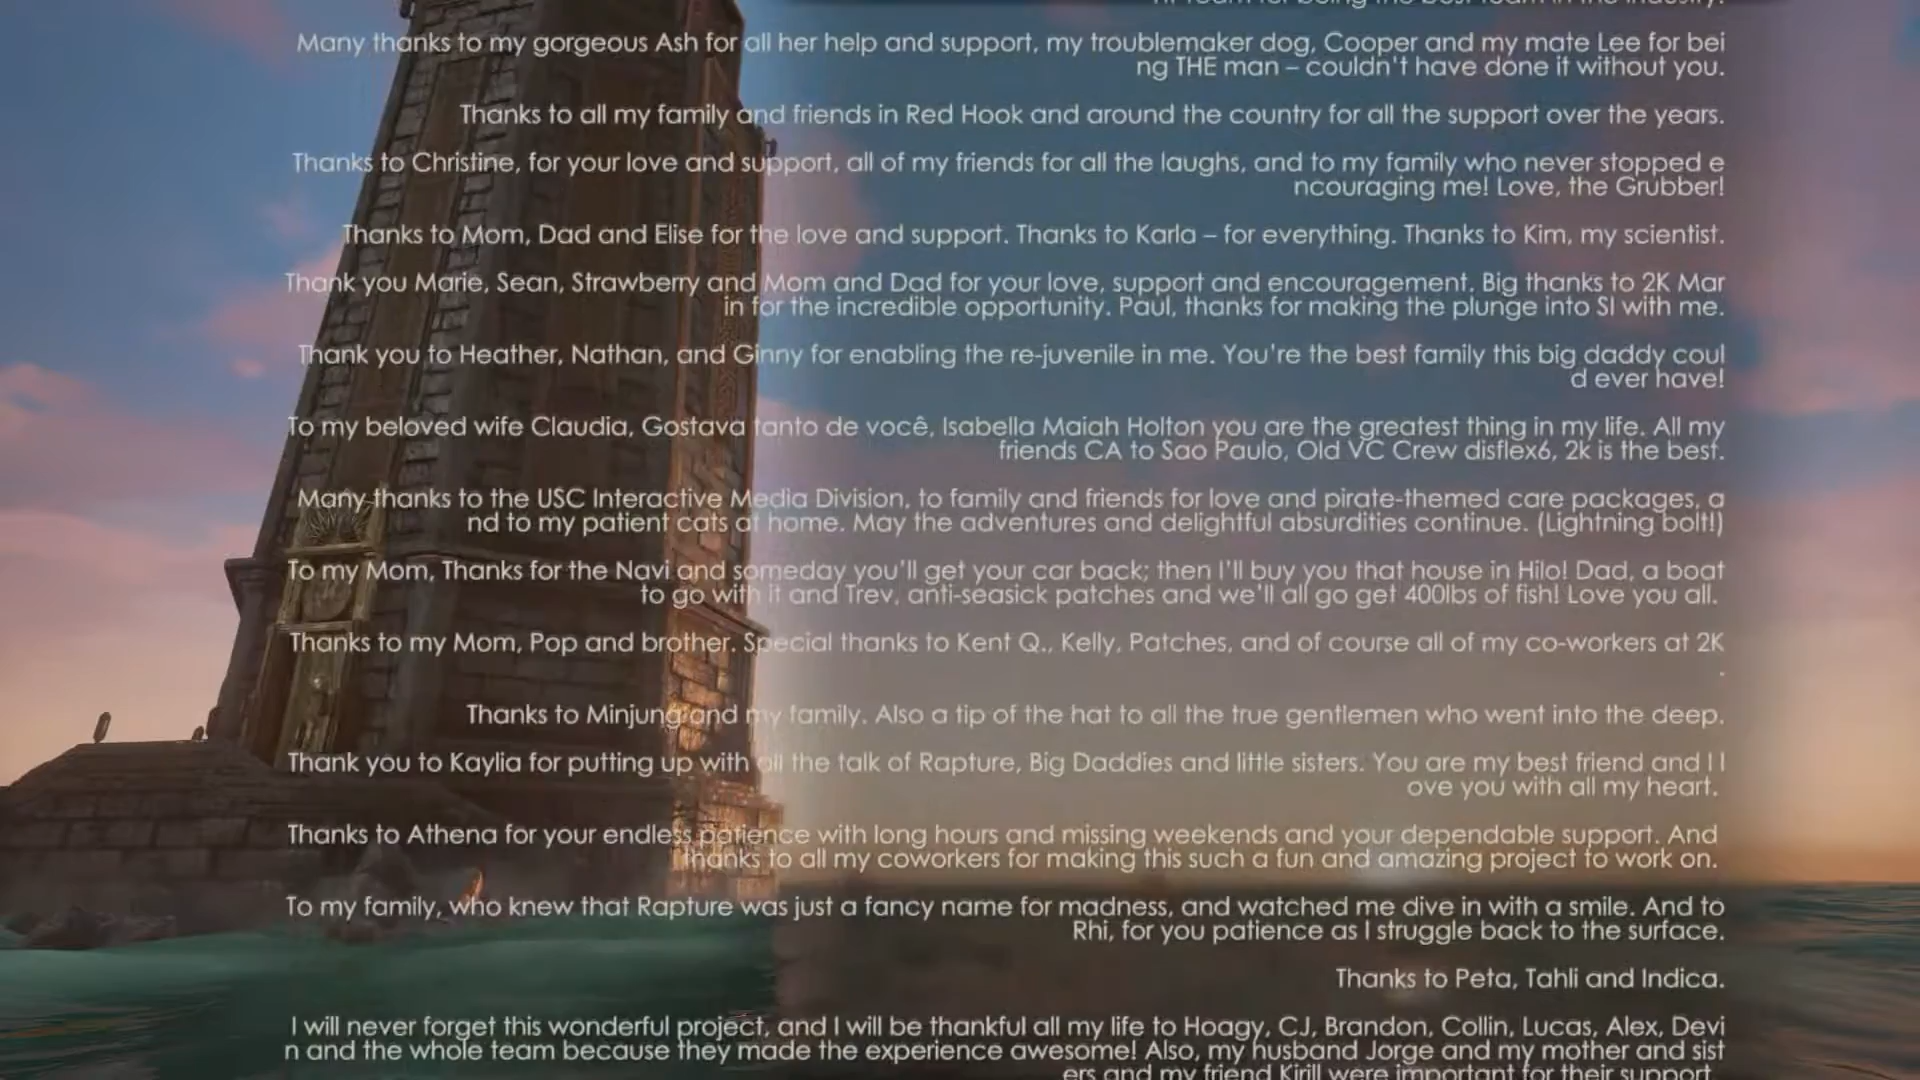 Many thanks to my gorgeous Ash for all her help and support, my troublemaker dog, Cooper and my mate Lee for bei
ng THE man – couldn't have done it without you.
Thanks to all my family and friends in Red Hook and around the country for all the support over the years.
Thanks to Christine, for your love and support, all of my friends for all the laughs, and to my family who never stopped e
ncouraging me! Love, the Grubber!
Thanks to Mom, Dad and Elise for the love and support. Thanks to Karla – for everything. Thanks to Kim, my scientist.
Thank you Marie, Sean, Strawberry and Mom and Dad for your love, support and encouragement. Big thanks to 2K Mar
in for the incredible opportunity. Paul, thanks for making the plunge into SI with me.
Thank you to Heather, Nathan, and Ginny for enabling the re-juvenile in me. You're the best family this big daddy coul
d ever have!
To my beloved wife Claudia, Gostava tanto de você, Isabella Maiah Holton you are the greatest thing in my life. All my
friends CA to Sao Paulo, Old VC Crew disflex6, 2k is the best.
Many thanks to the USC Interactive Media Division, to family and friends for love and pirate-themed care packages, a
nd to my patient cats at home. May the adventures and delightful absurdities continue. (Lightning bolt!)
To my Mom, Thanks for the Navi and someday you'll get your car back; then I'll buy you that house in Hilo! Dad, a boat
to go with it and Trev, anti-seasick patches and we'll all go get 400lbs of fish! Love you all.
Thanks to my Mom, Pop and brother. Special thanks to Kent Q., Kelly, Patches, and of course all of my co-workers at 2K
.
Thanks to Minjung and my family. Also a tip of the hat to all the true gentlemen who went into the deep.
Thank you to Kaylia for putting up with all the talk of Rapture, Big Daddies and little sisters. You are my best friend and I l
ove you with all my heart.
Thanks to Athena for your endless patience with long hours and missing weekends and your dependable support. And
thanks to all my coworkers for making this such a fun and amazing project to work on.
To my family, who knew that Rapture was just a fancy name for madness, and watched me dive in with a smile. And to
Rhi, for you patience as I struggle back to the surface.
Thanks to Peta, Tahli and Indica.
I will never forget this wonderful project, and I will be thankful all my life to Hoagy, CJ, Brandon, Collin, Lucas, Alex, Devi
n and the whole team because they made the experience awesome! Also, my husband Jorge and my mother and sist
ers and my friend Kirill were important for their support.